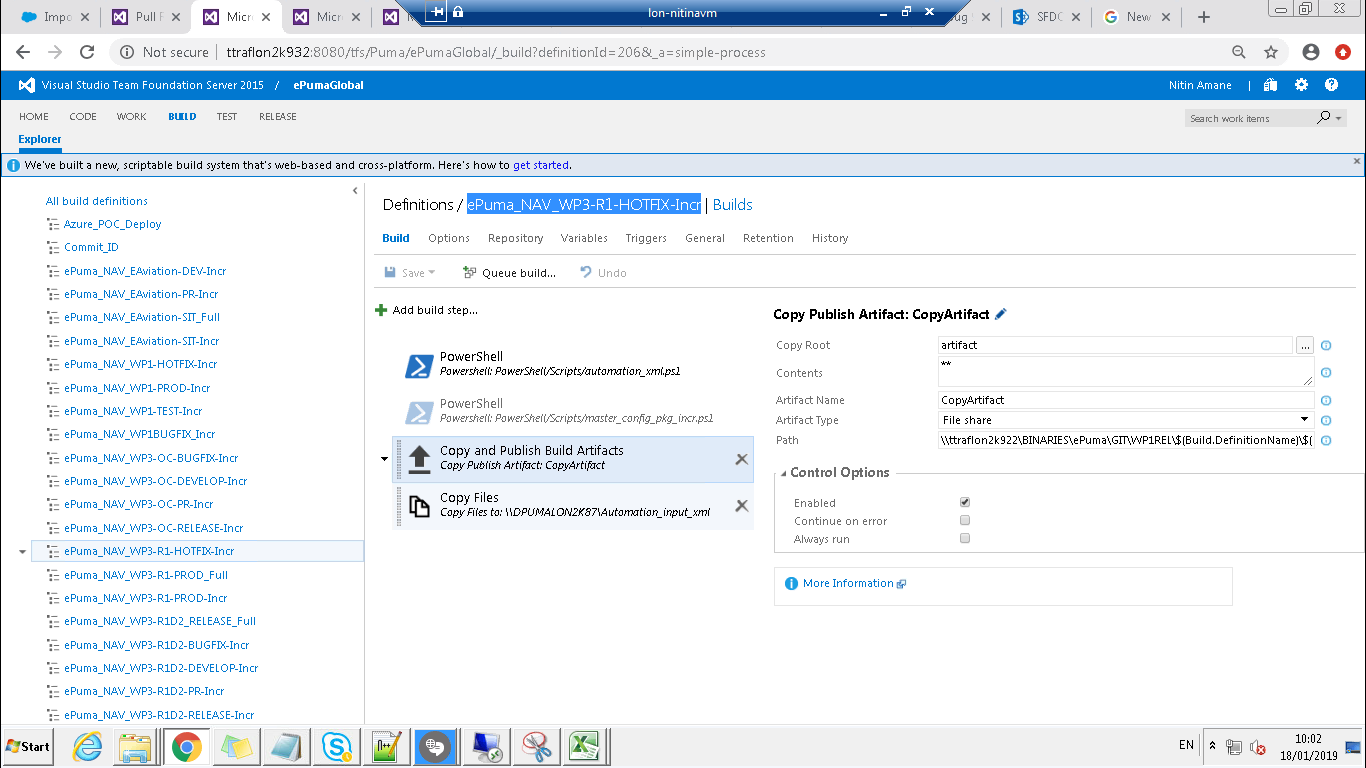 lon-nitinavm
Impo
Pull F
Micro
Micro
SFDC
New
Not secure
ttraflon2k932:8080/tfs/Puma/ePumaGlobal/_build?definitionId=206&_a=simple-process
Visual Studio Team Foundation Server 2015 / ePumaGlobal
Nitin Amane
HOME CODE WORK BUILD TEST RELEASE
Search work items
Explorer
We've built a new, scriptable build system that's web-based and cross-platform. Here's how to get started.
All build definitions
Azure_POC_Deploy
Commit_ID
ePuma_NAV_EAviation-DEV-Incr
ePuma_NAV_EAviation-PR-Incr
ePuma_NAV_EAviation-SIT_Full
ePuma_NAV_EAviation-SIT-Incr
ePuma_NAV_WP1-HOTFIX-Incr
ePuma_NAV_WP1-PROD-Incr
ePuma_NAV_WP1-TEST-Incr
ePuma_NAV_WP1BUGFIX_Incr
ePuma_NAV_WP3-OC-BUGFIX-Incr
ePuma_NAV_WP3-OC-DEVELOP-Incr
ePuma_NAV_WP3-OC-PR-Incr
ePuma_NAV_WP3-OC-RELEASE-Incr
ePuma_NAV_WP3-R1-HOTFIX-Incr
ePuma_NAV_WP3-R1-PROD_Full
ePuma_NAV_WP3-R1-PROD-Incr
ePuma_NAV_WP3-R1D2_RELEASE_Full
ePuma_NAV_WP3-R1D2-BUGFIX-Incr
ePuma_NAV_WP3-R1D2-DEVELOP-Incr
ePuma_NAV_WP3-R1D2-PR-Incr
ePuma_NAV_WP3-R1D2-RELEASE-Incr
Definitions / ePuma_NAV_WP3-R1-HOTFIX-Incr | Builds
Build Options Repository Variables Triggers General Retention History
Save Queue build... Undo
Add build step...
PowerShell
Powershell: PowerShell/Scripts/automation_xml.ps1
PowerShell
Powershell: PowerShell/Scripts/master_config_pkg_incr.ps1
Copy and Publish Build Artifacts
Copy Publish Artifact: CopyArtifact
Copy Files
Copy Files to: \\DPUMALON2K87\Automation_input_xml
Copy Publish Artifact: CopyArtifact
Copy Root artifact ...
Contents **
Artifact Name CopyArtifact
Artifact Type File share
Path \\ttraflon2k922\BINARIES\ePuma\GIT\WP1REL\$(Build.DefinitionName)\$(
Control Options
Enabled
Continue on error
Always run
More Information
Start
EN
10:02
18/01/2019